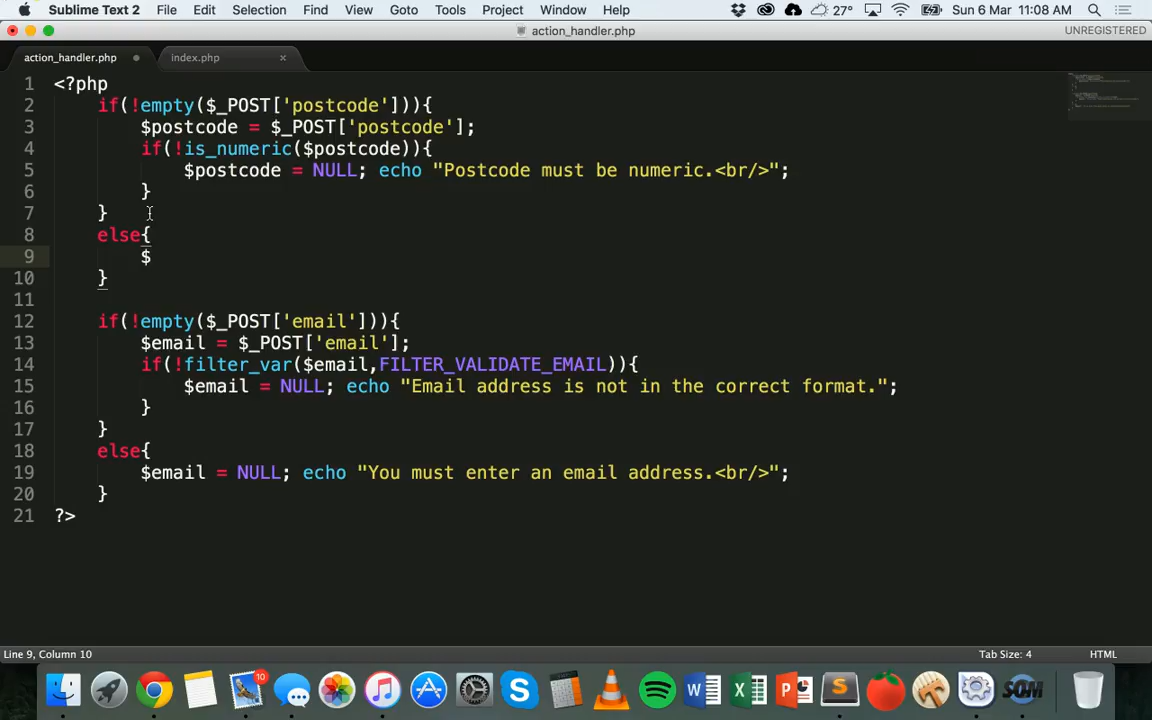 Sublime Text 2 File Edit Selection Find View Goto Tools Project Window Help 27° Sun 6 Mar 11:08 AM
action_handler.php UNREGISTERED
action_handler.php index.php ×
1 <?php
2 if(!empty($_POST['postcode'])){
3 $postcode = $_POST['postcode'];
4 if(!is_numeric($postcode)){
5 $postcode = NULL; echo "Postcode must be numeric.<br/>";
6 }
7 }
8 else{
9 $
10 }
11
12 if(!empty($_POST['email'])){
13 $email = $_POST['email'];
14 if(!filter_var($email,FILTER_VALIDATE_EMAIL)){
15 $email = NULL; echo "Email address is not in the correct format.";
16 }
17 }
18 else{
19 $email = NULL; echo "You must enter an email address.<br/>";
20 }
21 ?>
Line 9, Column 10 Tab Size: 4 HTML
10
SOM